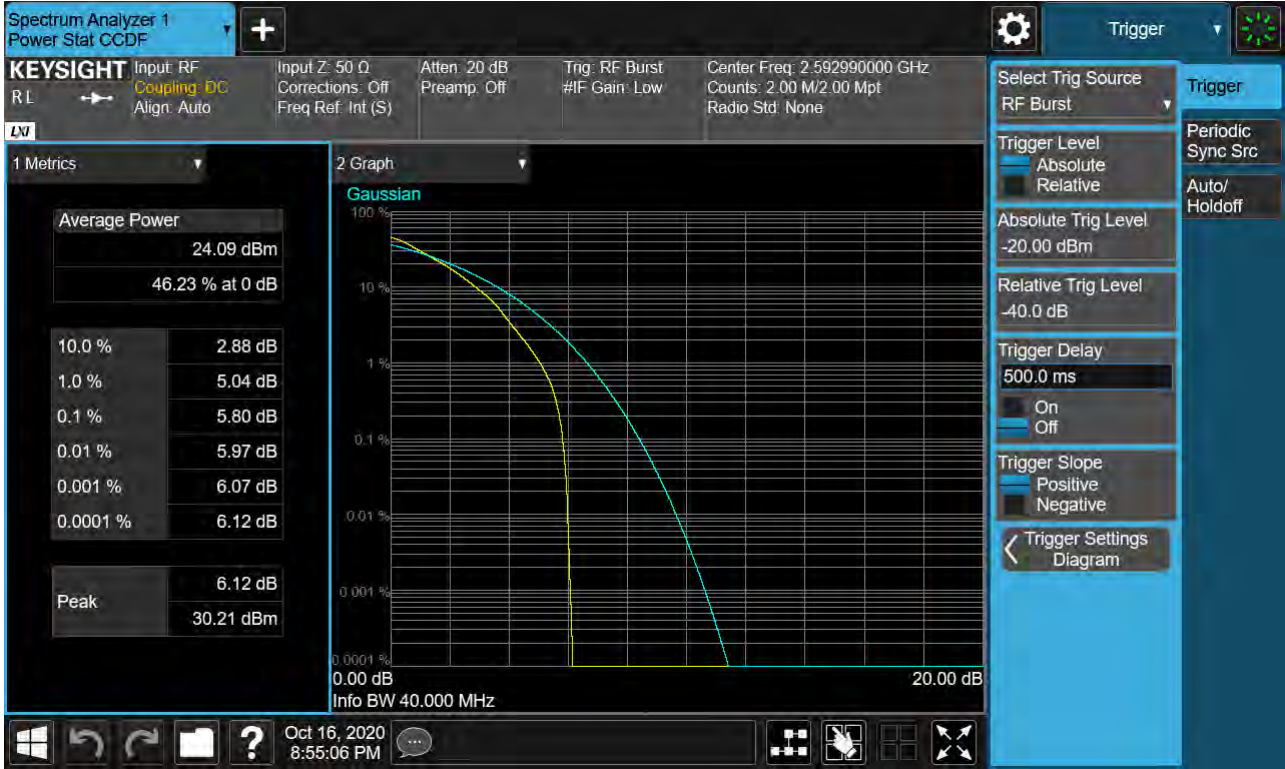 Spectrum Analyzer 1
Power Stat CCDF
+
Trigger
KEYSIGHT
RL
LXI
Input: RF
Coupling: DC
Align: Auto
Input Z: 50 Ω
Corrections: Off
Freq Ref: Int (S)
Atten: 20 dB
Preamp: Off
Trig: RF Burst
#IF Gain: Low
Center Freq: 2.592990000 GHz
Counts: 2.00 M/2.00 Mpt
Radio Std: None
1 Metrics
Average Power
24.09 dBm
46.23 % at 0 dB
10.0 % 2.88 dB
1.0 % 5.04 dB
0.1 % 5.80 dB
0.01 % 5.97 dB
0.001 % 6.07 dB
0.0001 % 6.12 dB
Peak
6.12 dB
30.21 dBm
2 Graph
Gaussian
100 %
10 %
1 %
0.1 %
0.01 %
0.001 %
0.0001 %
0.00 dB 20.00 dB
Info BW 40.000 MHz
Select Trig Source
RF Burst
Trigger Level
Absolute
Relative
Absolute Trig Level
-20.00 dBm
Relative Trig Level
-40.0 dB
Trigger Delay
500.0 ms
On
Off
Trigger Slope
Positive
Negative
Trigger Settings
Diagram
Trigger
Periodic
Sync Src
Auto/
Holdoff
?
Oct 16, 2020
8:55:06 PM